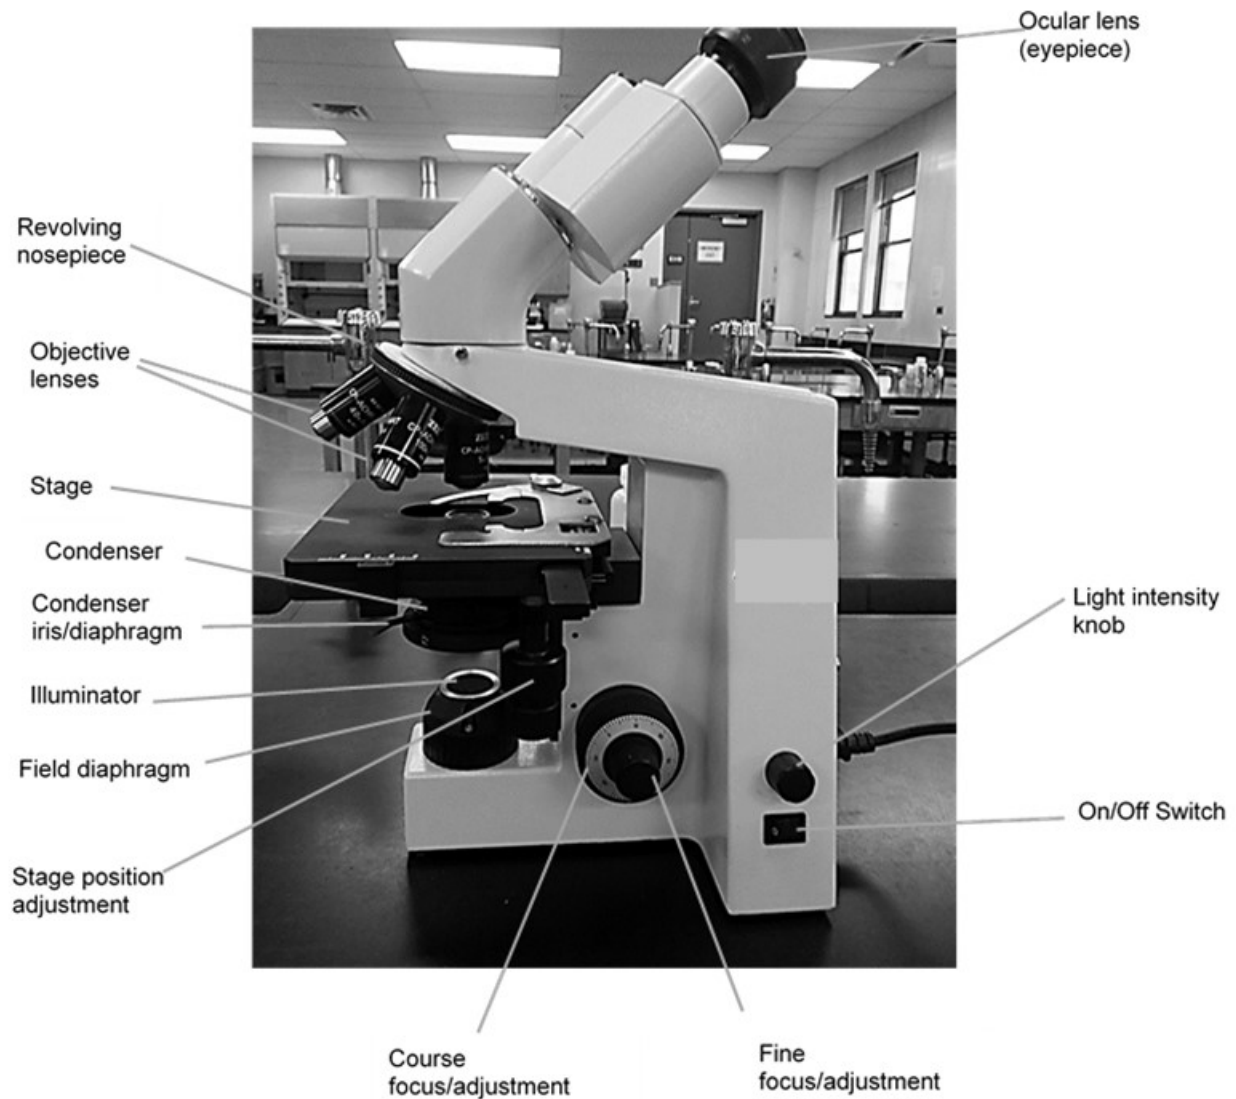 Ocular lens
(eyepiece)
Revolving
nosepiece
Objective
lenses
Stage
Condenser
Condenser
iris/diaphragm
Illuminator
Field diaphragm
Stage position
adjustment
Light intensity
knob
On/Off Switch
Course
focus/adjustment
Fine
focus/adjustment